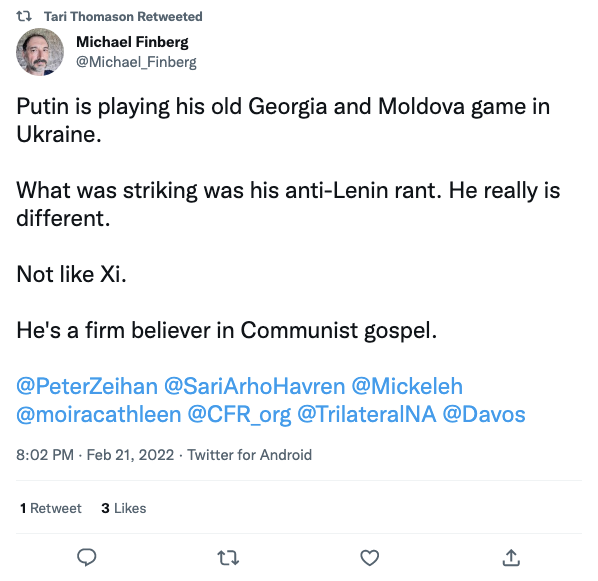 Tari Thomason Retweeted
Michael Finberg
@Michael_Finberg
Putin is playing his old Georgia and Moldova game in
Ukraine.
What was striking was his anti-Lenin rant. He really is
different.
Not like Xi.
He's a firm believer in Communist gospel.
@PeterZeihan @SariArhoHavren @Mickeleh
@moiracathleen @CFR_org @TrilateralNA @Davos
8:02 PM · Feb 21, 2022 · Twitter for Android
1 Retweet 3 Likes